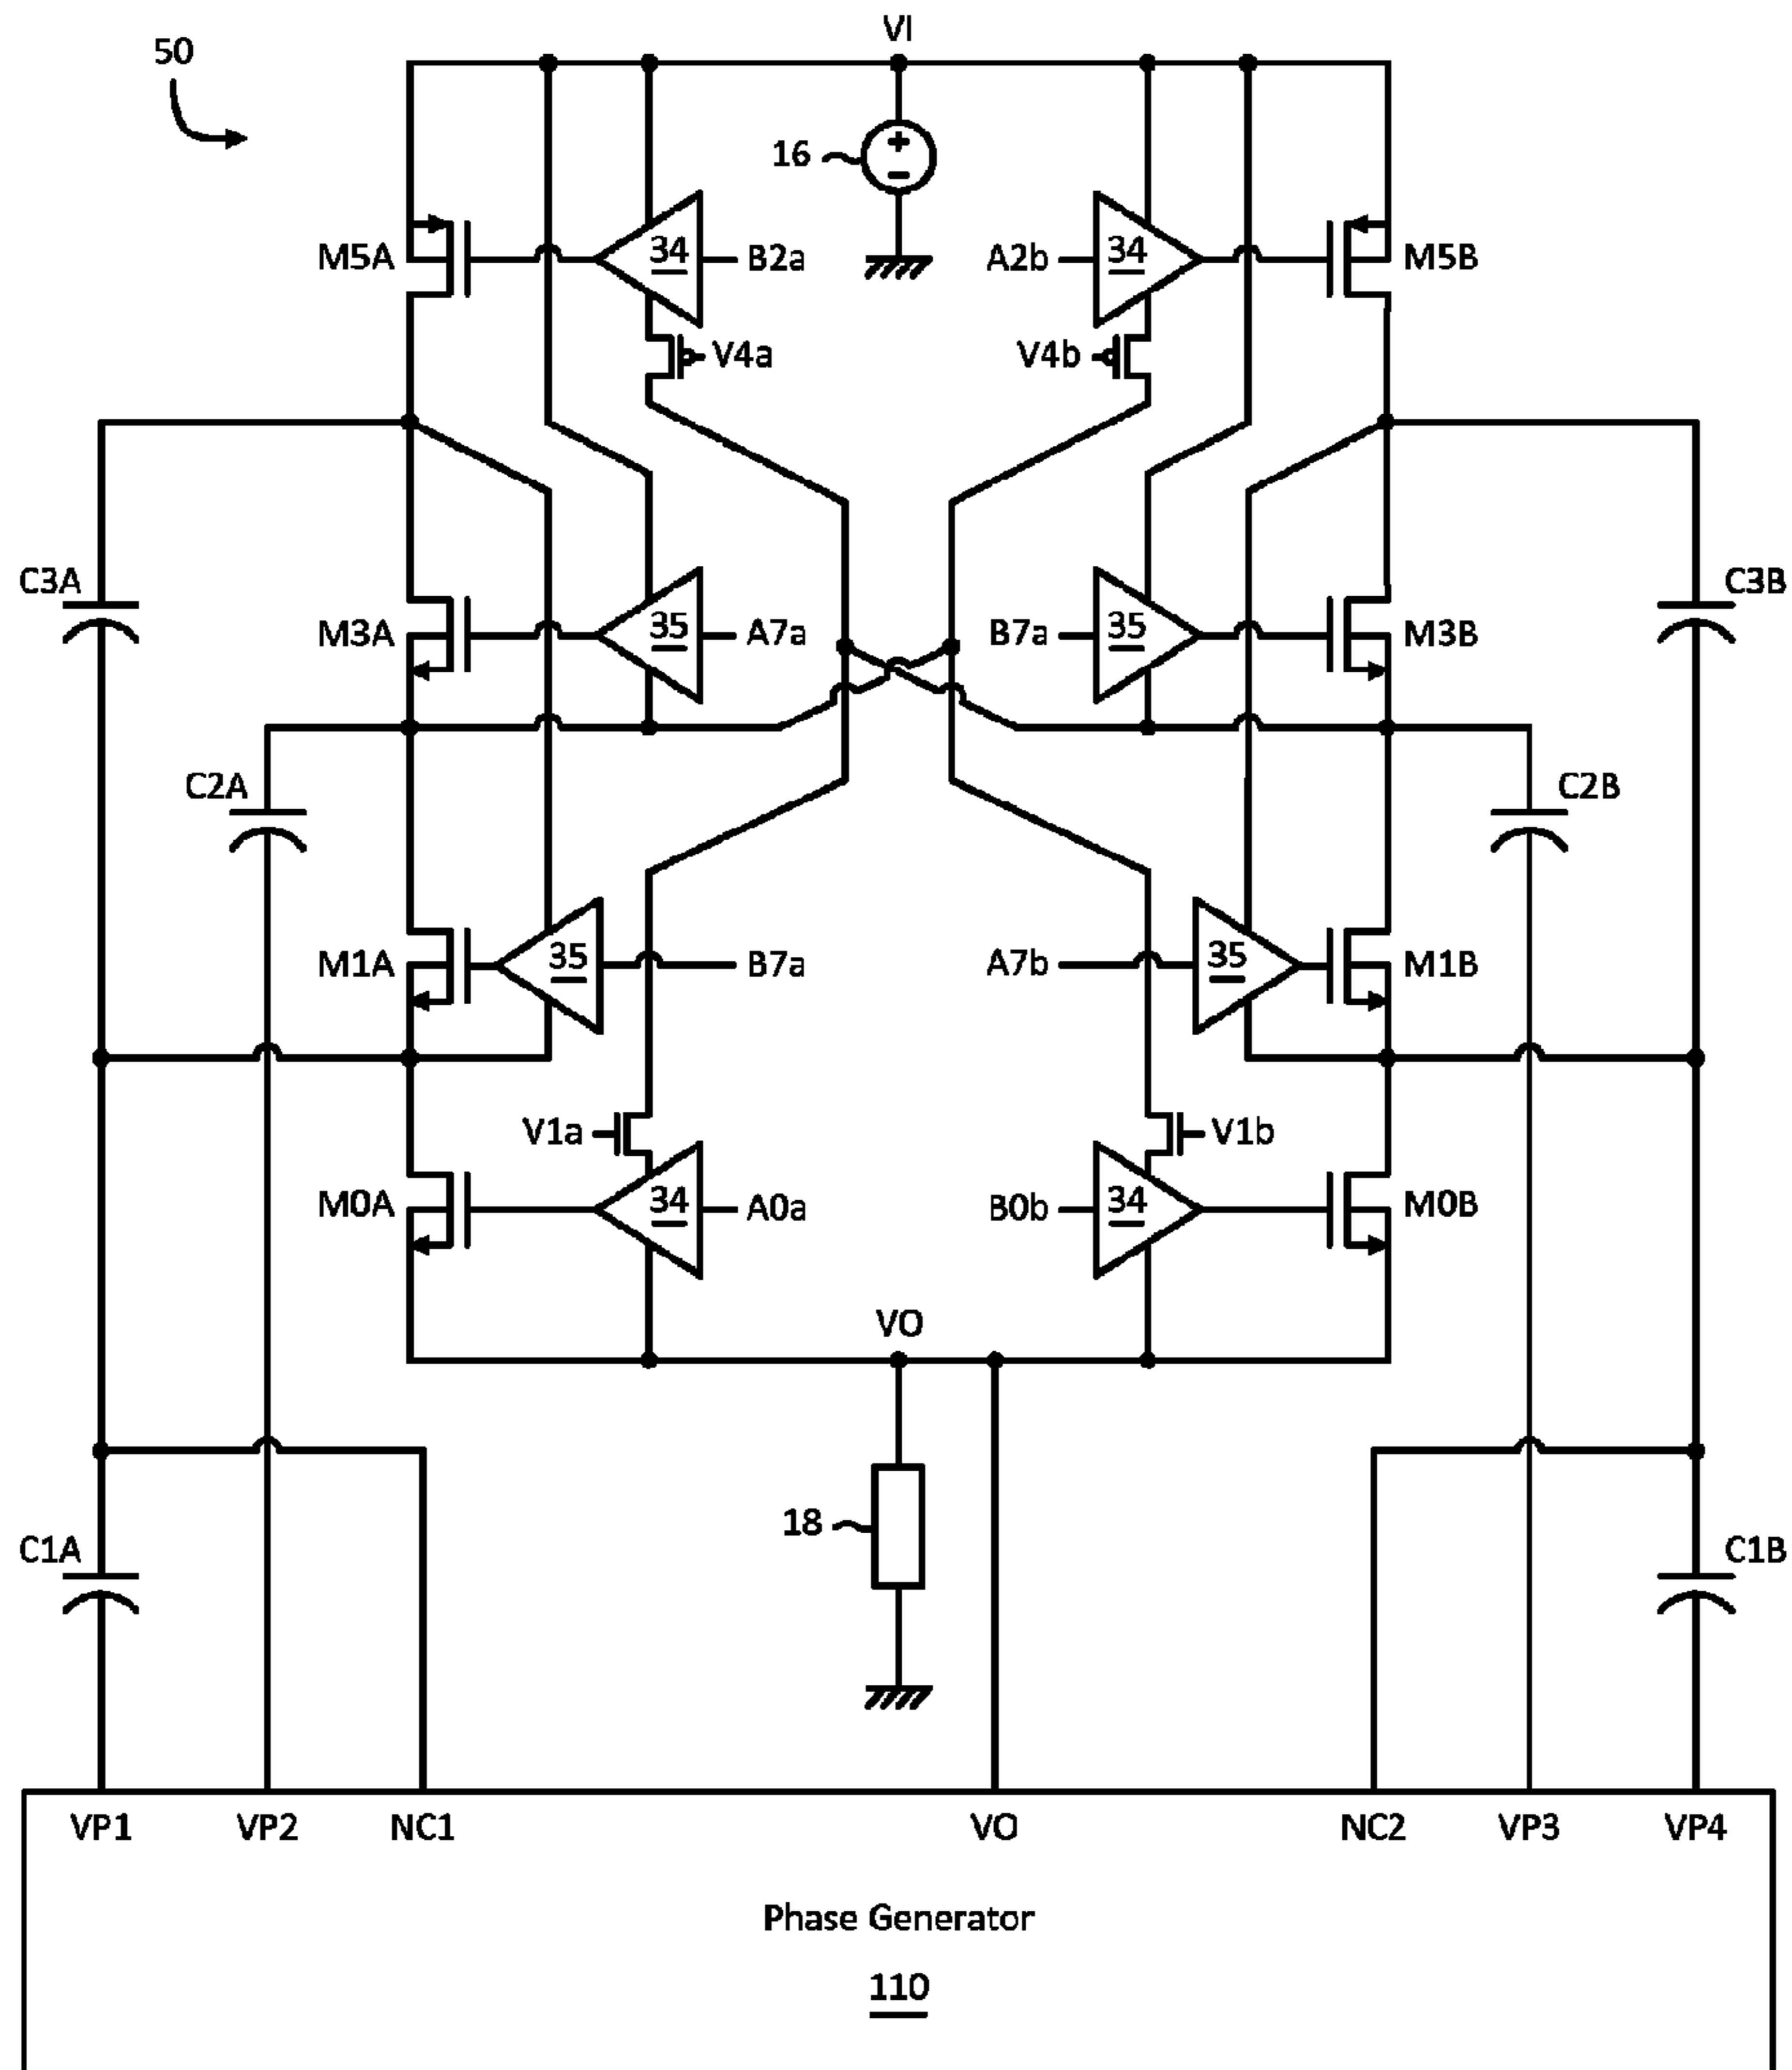 VI
50
16
M5A
34
B2a
A2b
34
M5B
V4a
V4b
C3A
M3A
35
A7a
B7a
35
M3B
C3B
C2A
C2B
M1A
35
B7a
A7b
35
M1B
V1a
V1b
M0A
34
A0a
B0b
34
M0B
VO
18
C1A
C1B
VP1
VP2
NC1
VO
NC2
VP3
VP4
Phase Generator
110